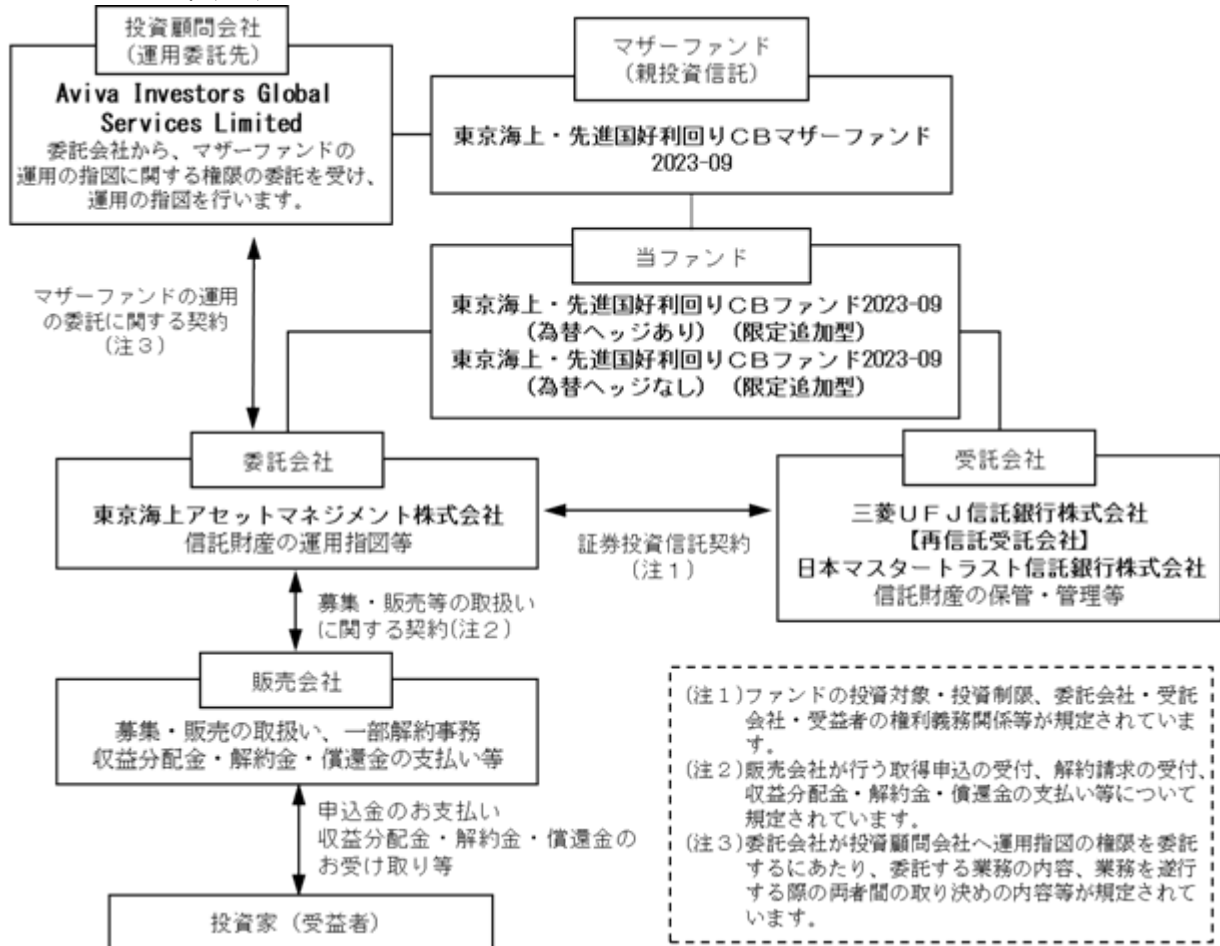 投資顧問会社
(運用委託先)
Aviva Investors Global
Services Limited
委託会社から、マザーファンドの
運用の指図に関する権限の委託を受け、
運用の指図を行います。
マザーファンド
(親投資信託)
東京海上・先進国好利回りCBマザーファンド
2023-09
当ファンド
東京海上・先進国好利回りCBファンド2023-09
(為替ヘッジあり) (限定追加型)
東京海上・先進国好利回りCBファンド2023-09
(為替ヘッジなし) (限定追加型)
マザーファンドの運用
の委託に関する契約
(注3)
委託会社
東京海上アセットマネジメント株式会社
信託財産の運用指図等
証券投資信託契約
(注1)
受託会社
三菱UFJ信託銀行株式会社
【再信託受託会社】
日本マスタートラスト信託銀行株式会社
信託財産の保管・管理等
募集・販売等の取扱い
に関する契約(注2)
販売会社
募集・販売の取扱い、一部解約事務
収益分配金・解約金・償還金の支払い等
申込金のお支払い
収益分配金・解約金・償還金の
お受け取り等
投資家(受益者)
(注1)ファンドの投資対象・投資制限、委託会社・受託
会社・受益者の権利義務関係等が規定されていま
す。
(注2)販売会社が行う取得申込の受付、解約請求の受付、
収益分配金・解約金・償還金の支払い等について
規定されています。
(注3)委託会社が投資顧問会社へ運用指図の権限を委託
するにあたり、委託する業務の内容、業務を遂行
する際の両者間の取り決めの内容等が規定されて
います。